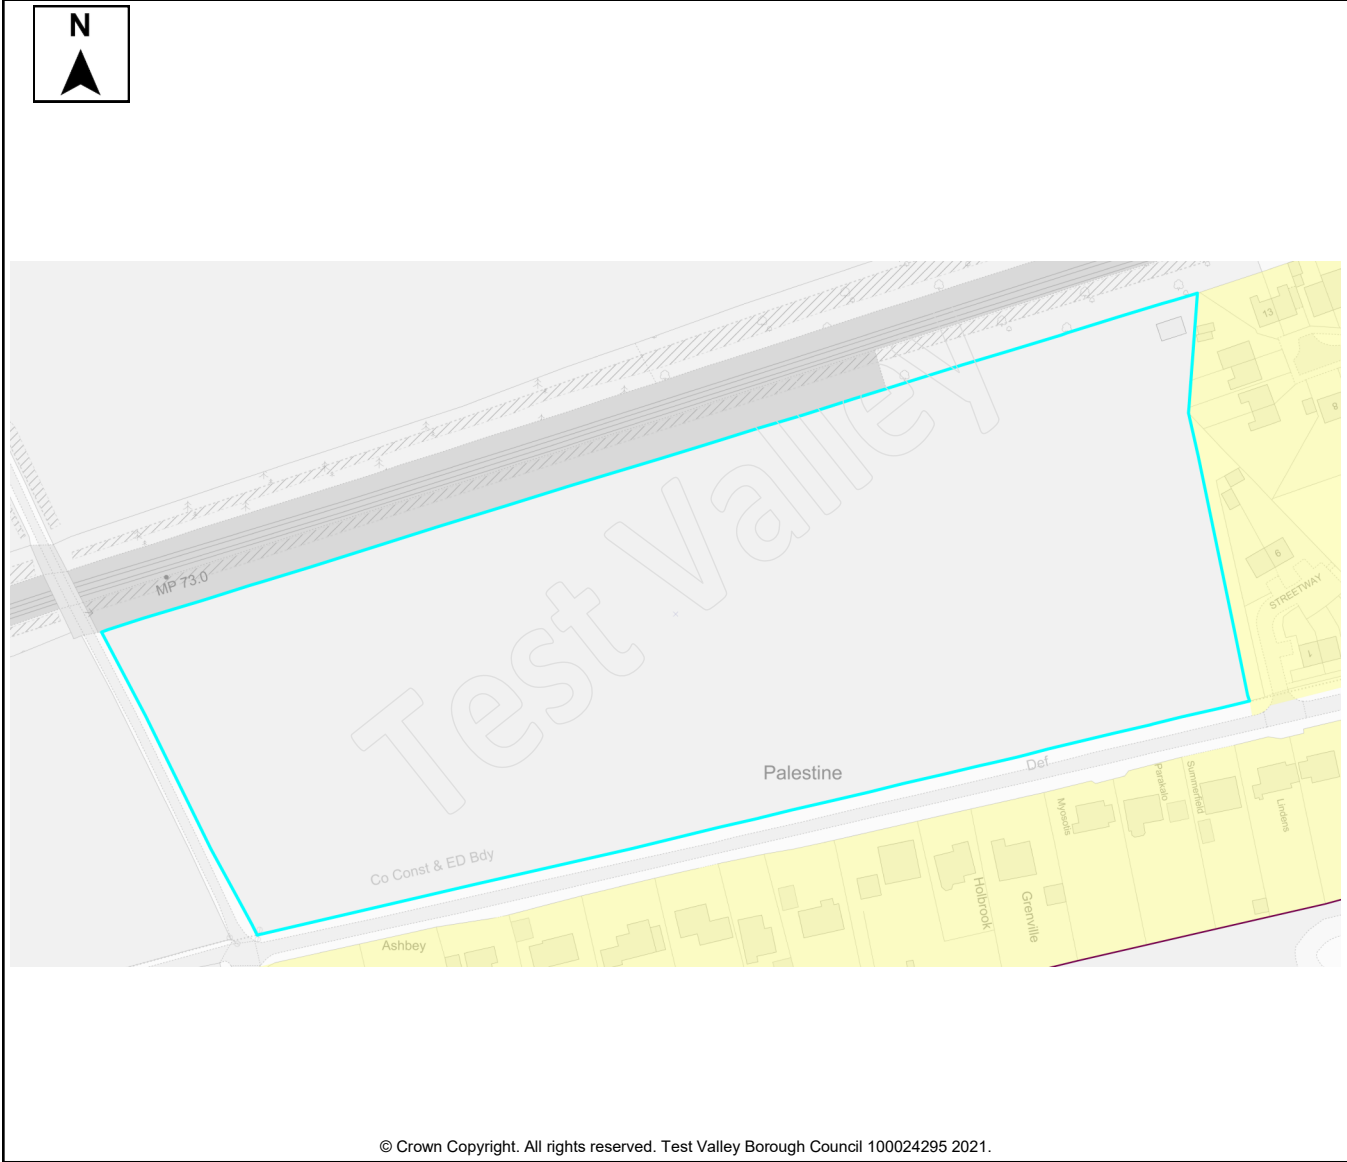 N
13
8
MP 73.0
6
STREETWAY
1
Test Valley
Palestine
Def
Myosotis
Parakalo
Summerfield
Lindens
Co Const & ED Bdy
Holbrook
Grenville
Ashbey
© Crown Copyright. All rights reserved. Test Valley Borough Council 100024295 2021.